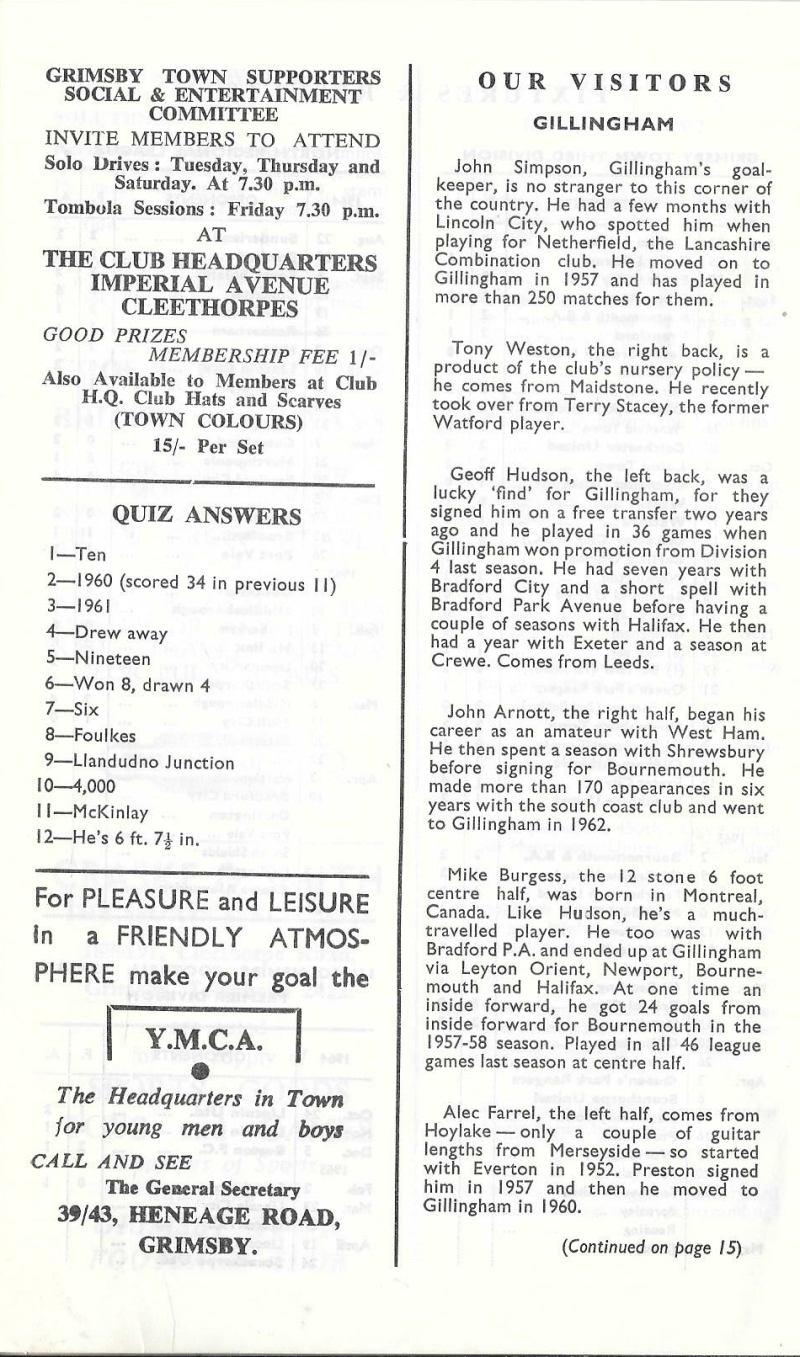 GRIMSBY TOWN SUPPORTERS
SOCIAL & ENTERTAINMENT
COMMITTEE
INVITE MEMBERS TO ATTEND
Solo Drives : Tuesday, Thursday and
Saturday. At 7.30 p.m.
Tombola Sessions : Friday 7.30 p.m.
AT
THE CLUB HEADQUARTERS
IMPERIAL AVENUE
CLEETHORPES
GOOD PRIZES
MEMBERSHIP FEE 1/-
Also Available to Members at Club
H.Q. Club Hats and Scarves
(TOWN COLOURS)
15/- Per Set
QUIZ ANSWERS
1—Ten
2—1960 (scored 34 in previous 11)
3—1961
4—Drew away
5—Nineteen
6—Won 8, drawn 4
7—Six
8—Foulkes
9—Llandudno Junction
10—4,000
11—McKinlay
12—He's 6 ft. 7½ in.
For PLEASURE and LEISURE
in a FRIENDLY ATMOS-
PHERE make your goal the
Y.M.C.A.
The Headquarters in Town
for young men and boys
CALL AND SEE
The General Secretary
39/43, HENEAGE ROAD,
GRIMSBY.
OUR VISITORS
GILLINGHAM
John Simpson, Gillingham's goal-
keeper, is no stranger to this corner of
the country. He had a few months with
Lincoln City, who spotted him when
playing for Netherfield, the Lancashire
Combination club. He moved on to
Gillingham in 1957 and has played in
more than 250 matches for them.
Tony Weston, the right back, is a
product of the club's nursery policy —
he comes from Maidstone. He recently
took over from Terry Stacey, the former
Watford player.
Geoff Hudson, the left back, was a
lucky 'find' for Gillingham, for they
signed him on a free transfer two years
ago and he played in 36 games when
Gillingham won promotion from Division
4 last season. He had seven years with
Bradford City and a short spell with
Bradford Park Avenue before having a
couple of seasons with Halifax. He then
had a year with Exeter and a season at
Crewe. Comes from Leeds.
John Arnott, the right half, began his
career as an amateur with West Ham.
He then spent a season with Shrewsbury
before signing for Bournemouth. He
made more than 170 appearances in six
years with the south coast club and went
to Gillingham in 1962.
Mike Burgess, the 12 stone 6 foot
centre half, was born in Montreal,
Canada. Like Hudson, he's a much-
travelled player. He too was with
Bradford P.A. and ended up at Gillingham
via Leyton Orient, Newport, Bourne-
mouth and Halifax. At one time an
inside forward, he got 24 goals from
inside forward for Bournemouth in the
1957-58 season. Played in all 46 league
games last season at centre half.
Alec Farrel, the left half, comes from
Hoylake — only a couple of guitar
lengths from Merseyside — so started
with Everton in 1952. Preston signed
him in 1957 and then he moved to
Gillingham in 1960.
(Continued on page 15)